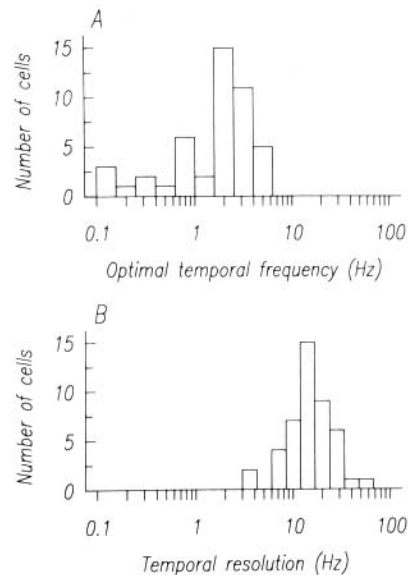 A
Number of cells
15
10
5
0
0.1 1 10 100
Optimal temporal frequency (Hz)
B
Number of cells
15
10
5
0
0.1 1 10 100
Temporal resolution (Hz)